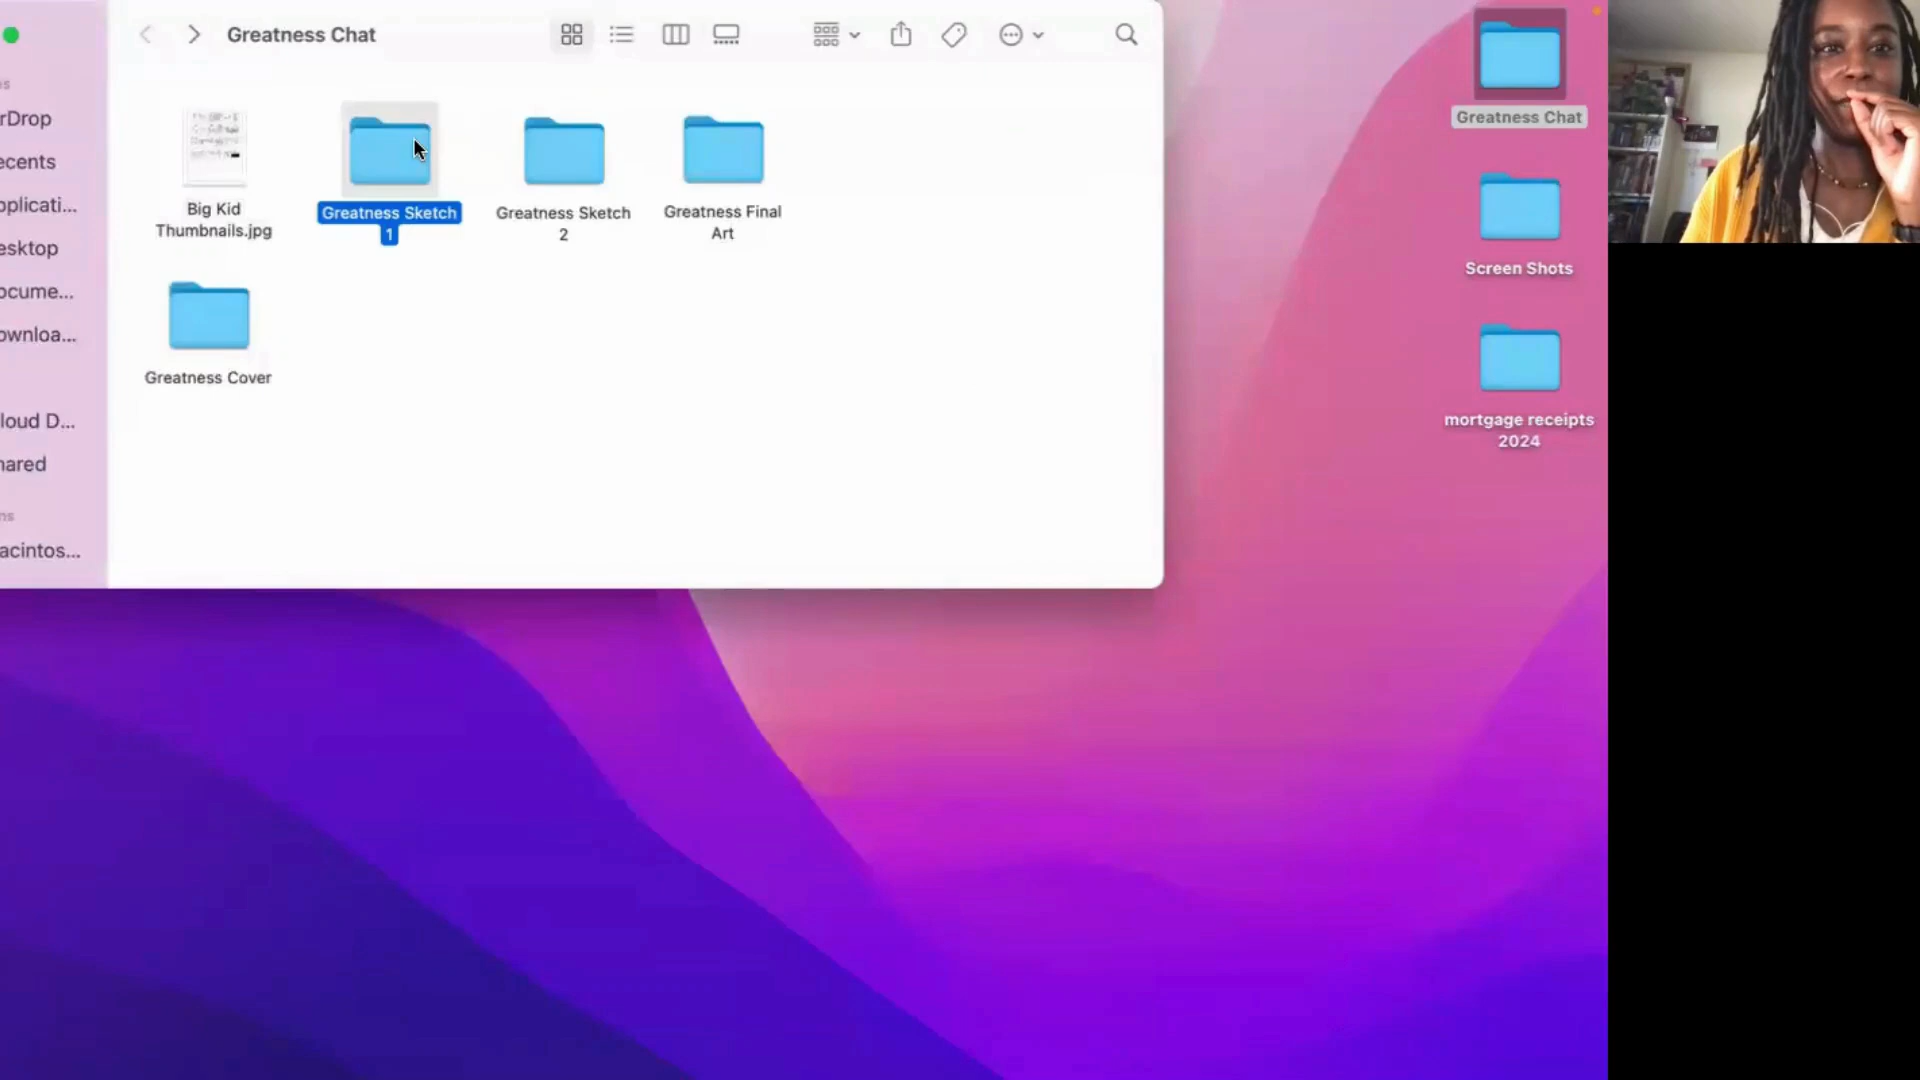 Greatness Chat
s
rDrop
ecents
pplicati...
esktop
ocume...
ownloa...
loud D...
hared
ns
acintos...
Big Kid
Thumbnails.jpg
Greatness Sketch
1
Greatness Sketch
2
Greatness Final
Art
Greatness Cover
Greatness Chat
Screen Shots
mortgage receipts
2024